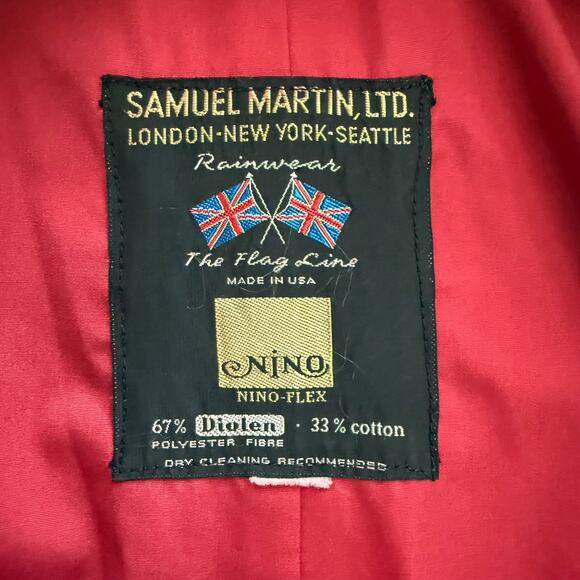 SAMUEL MARTIN, LTD.
LONDON-NEW YORK-SEATTLE
Rainwear
The Flag Line
MADE IN USA
NINO
NINO-FLEX
67% Diolen · 33% cotton
POLYESTER FIBRE
DRY CLEANING RECOMMENDED